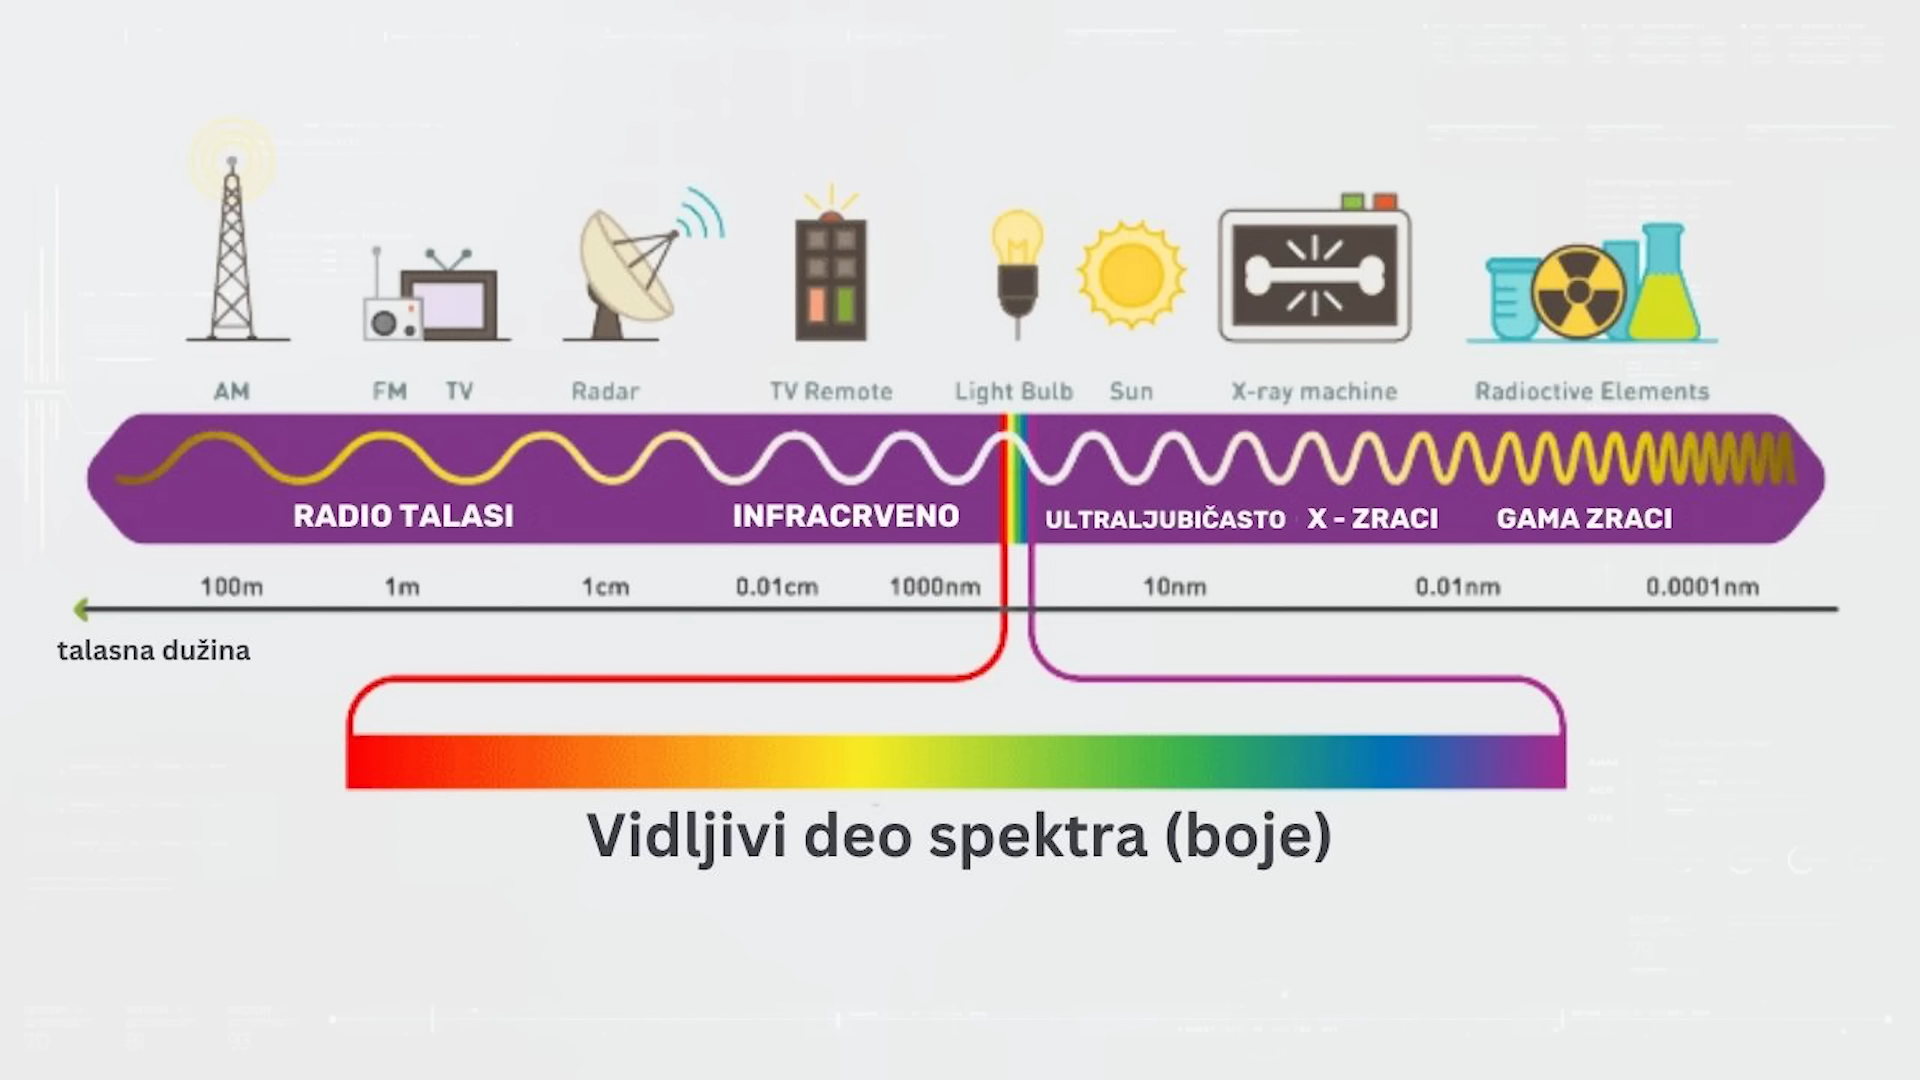 AM FM TV Radar TV Remote Light Bulb Sun X-ray machine Radioctive Elements
RADIO TALASI INFRACRVENO ULTRALJUBIČASTO X - ZRACI GAMA ZRACI
100m 1m 1cm 0.01cm 1000nm 10nm 0.01nm 0.0001nm
talasna dužina
Vidljivi deo spektra (boje)